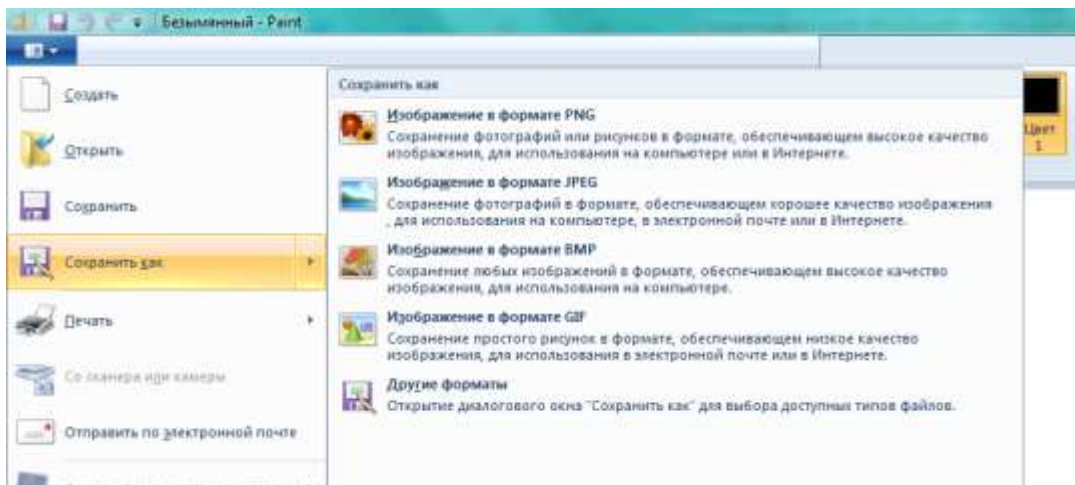 Безымянный - Paint
Создать
Открыть
Сохранить
Сохранить как
Печать
Со сканера или камеры
Отправить по электронной почте
Сохранить как
Изображение в формате PNG
Сохранение фотографий или рисунков в формате, обеспечивающем высокое качество
изображения, для использования на компьютере или в Интернете.
Изображение в формате JPEG
Сохранение фотографий в формате, обеспечивающем хорошее качество изображения
, для использования на компьютере, в электронной почте или в Интернете.
Изображение в формате BMP
Сохранение любых изображений в формате, обеспечивающем высокое качество
изображения, для использования на компьютере.
Изображение в формате GIF
Сохранение простого рисунок в формате, обеспечивающем низкое качество
изображения, для использования в электронной почте или в Интернете.
Другие форматы
Открытие диалогового окна "Сохранить как" для выбора доступных типов файлов.
Цвет
1